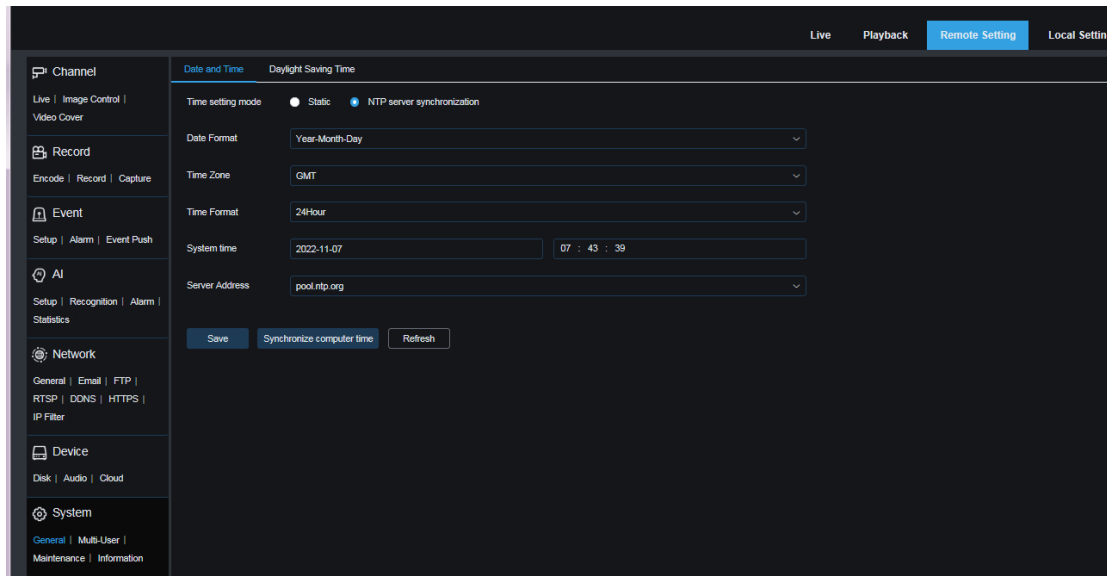 Live Playback Remote Setting Local Settin
Channel
Live | Image Control |
Video Cover
Record
Encode | Record | Capture
Event
Setup | Alarm | Event Push
AI
Setup | Recognition | Alarm |
Statistics
Network
General | Email | FTP |
RTSP | DDNS | HTTPS |
IP Filter
Device
Disk | Audio | Cloud
System
General | Multi-User |
Maintenance | Information
Date and Time Daylight Saving Time
Time setting mode Static NTP server synchronization
Date Format Year-Month-Day
Time Zone GMT
Time Format 24Hour
System time 2022-11-07 07 : 43 : 39
Server Address pool.ntp.org
Save Synchronize computer time Refresh